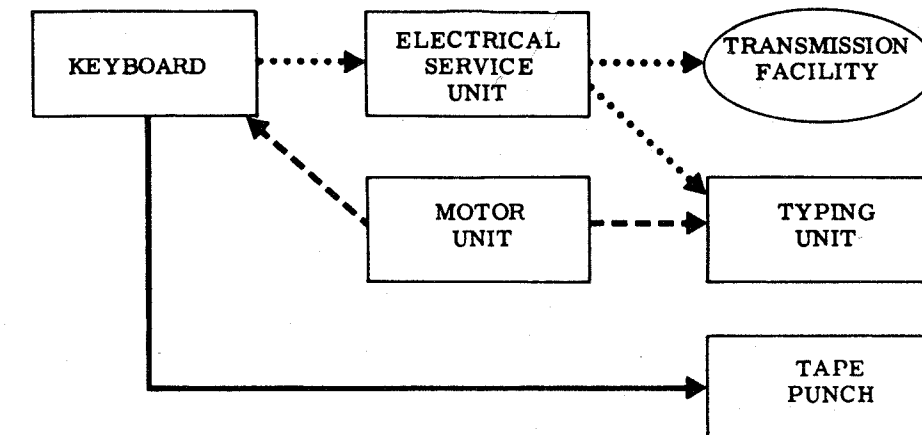 KEYBOARD
ELECTRICAL
SERVICE
UNIT
TRANSMISSION
FACILITY
MOTOR
UNIT
TYPING
UNIT
TAPE
PUNCH